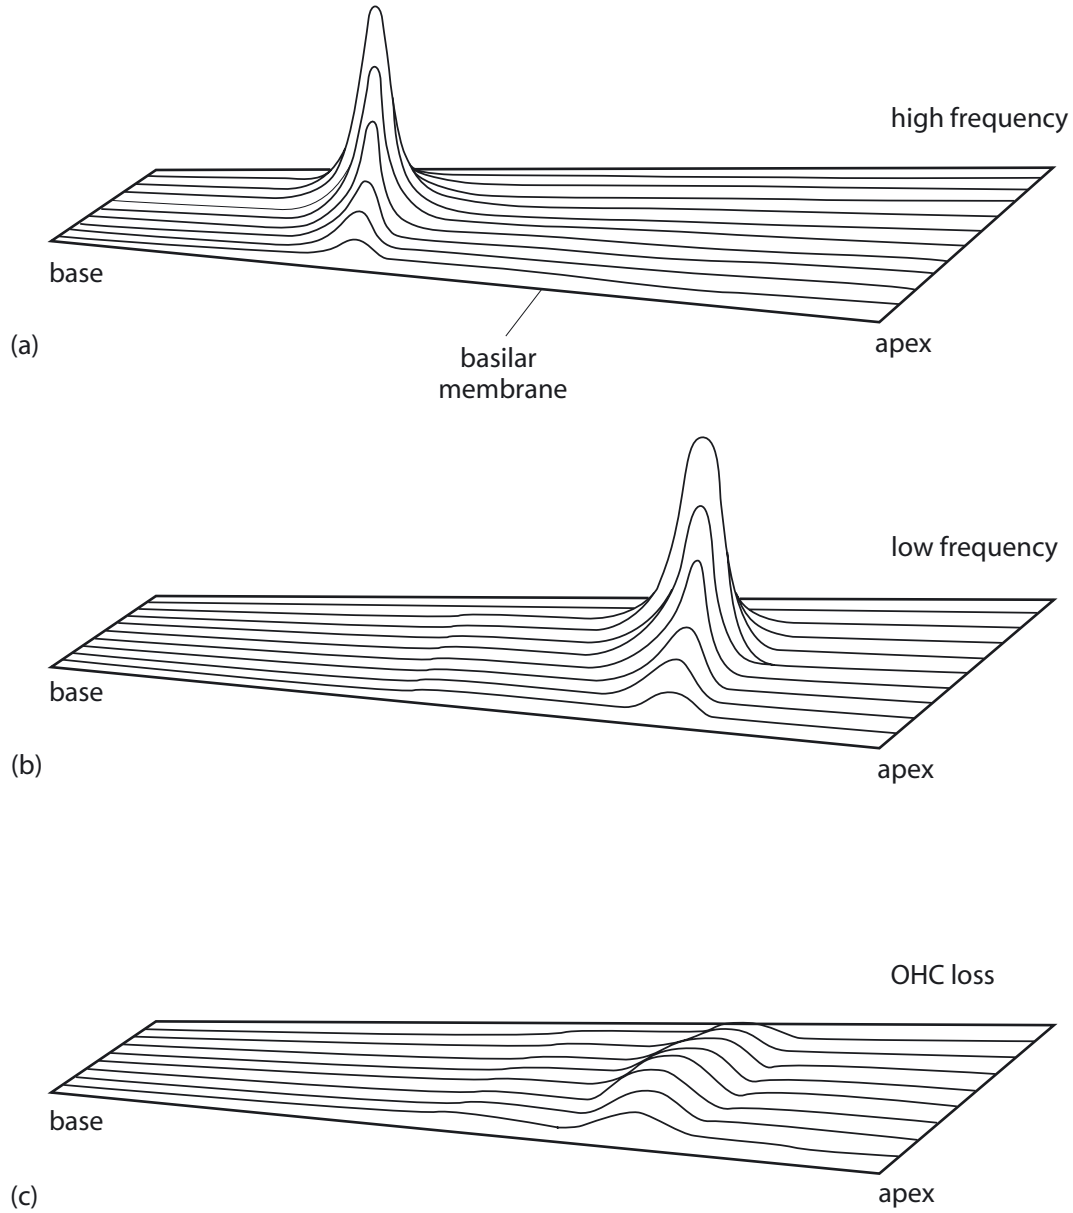 high frequency
base
(a)
apex
basilar
membrane
low frequency
base
(b)
apex
OHC loss
base
(c)
apex